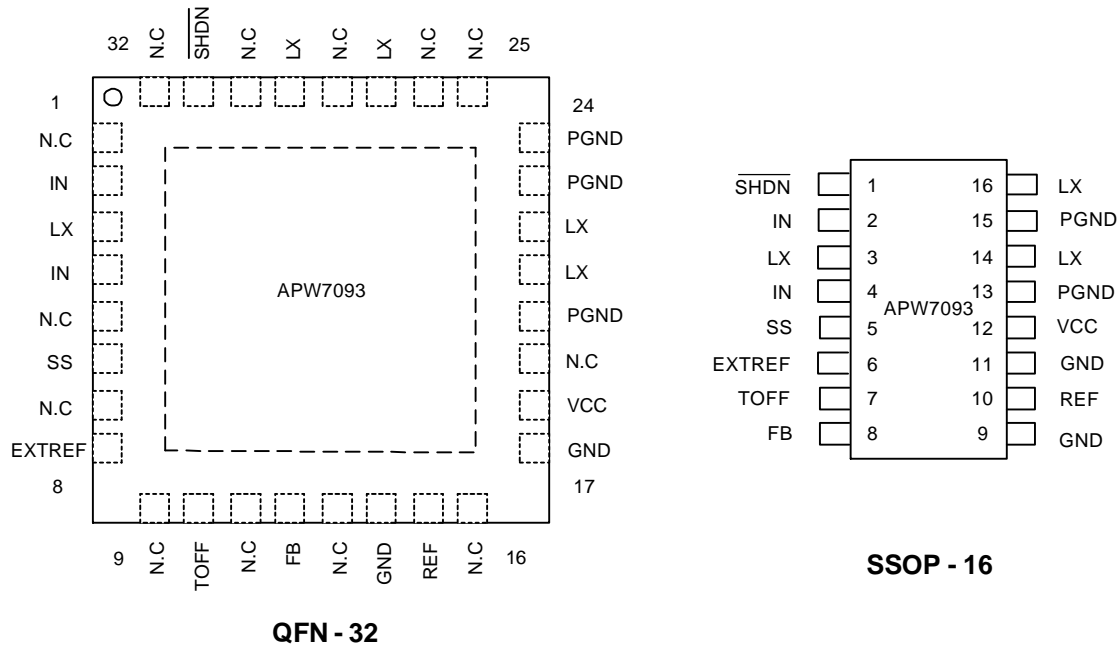 32 N.C SHDN N.C LX N.C LX N.C N.C 25
1
N.C
IN
LX
IN
N.C
SS
N.C
EXTREF
8
APW7093
24
PGND
PGND
LX
LX
PGND
N.C
VCC
GND
17
9 N.C TOFF N.C FB N.C GND REF N.C 16
QFN - 32
SHDN 1 16 LX
IN 2 15 PGND
LX 3 14 LX
IN 4 13 PGND
APW7093
SS 5 12 VCC
EXTREF 6 11 GND
TOFF 7 10 REF
FB 8 9 GND
SSOP - 16